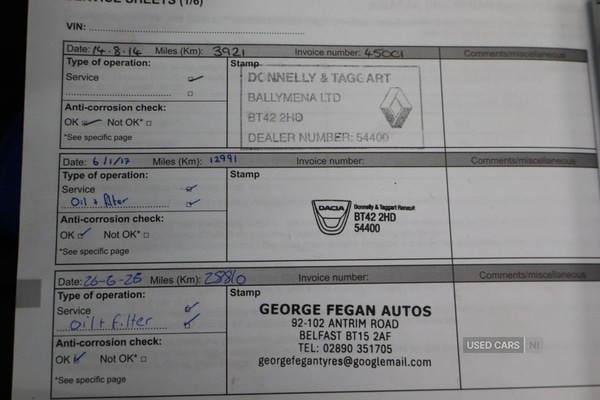 SERVICE SHEETS (1/6)
VIN:
Date: 14.8.14 Miles (Km): 3921 Invoice number: 45001 Comments/miscellaneous
Type of operation: Stamp
Service
Anti-corrosion check:
OK Not OK*
*See specific page
DONNELLY & TAGGART
BALLYMENA LTD
BT42 2HD
DEALER NUMBER: 54400
Date: 6/1/17 Miles (Km): 12991 Invoice number: Comments/miscellaneous
Type of operation: Stamp
Service
Oil + filter
Anti-corrosion check:
OK Not OK*
*See specific page
DACIA
Donnelly & Taggart Renault
BT42 2HD
54400
Date: 26-6-25 Miles (Km): 25810 Invoice number: Comments/miscellaneous
Type of operation: Stamp
Service
oil + filter
Anti-corrosion check:
OK Not OK*
*See specific page
GEORGE FEGAN AUTOS
92-102 ANTRIM ROAD
BELFAST BT15 2AF
TEL: 02890 351705
georgefegantyres@googlemail.com
USED CARS NI